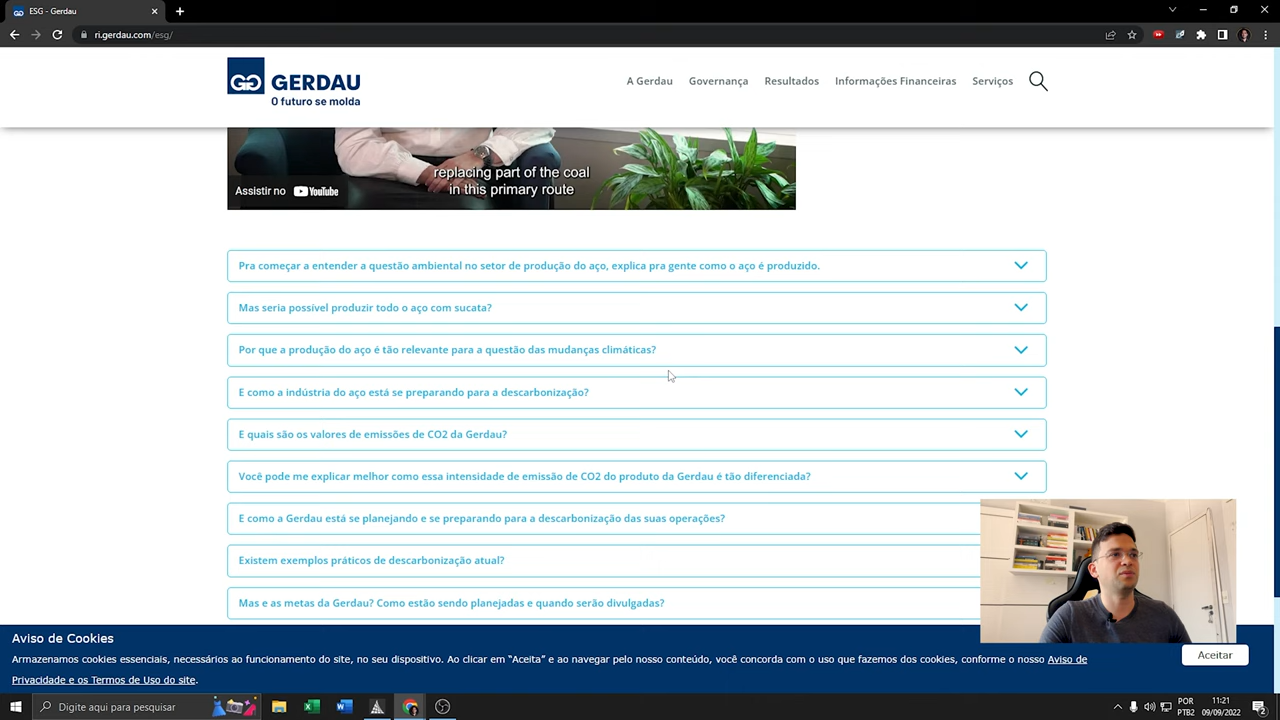 ESG - Gerdau
ri.gerdau.com/esg/
GERDAU
O futuro se molda
A Gerdau
Governança
Resultados
Informações Financeiras
Serviços
replacing part of the coal
in this primary route
Assistir no YouTube
Pra começar a entender a questão ambiental no setor de produção do aço, explica pra gente como o aço é produzido.
Mas seria possível produzir todo o aço com sucata?
Por que a produção do aço é tão relevante para a questão das mudanças climáticas?
E como a indústria do aço está se preparando para a descarbonização?
E quais são os valores de emissões de CO2 da Gerdau?
Você pode me explicar melhor como essa intensidade de emissão de CO2 do produto da Gerdau é tão diferenciada?
E como a Gerdau está se planejando e se preparando para a descarbonização das suas operações?
Existem exemplos práticos de descarbonização atual?
Mas e as metas da Gerdau? Como estão sendo planejadas e quando serão divulgadas?
Aviso de Cookies
Armazenamos cookies essenciais, necessários ao funcionamento do site, no seu dispositivo. Ao clicar em “Aceita” e ao navegar pelo nosso conteúdo, você concorda com o uso que fazemos dos cookies, conforme o nosso Aviso de
Privacidade e os Termos de Uso do site.
Aceitar
Digite aqui para pesquisar
POR
PTB2
11:21
09/09/2022
2